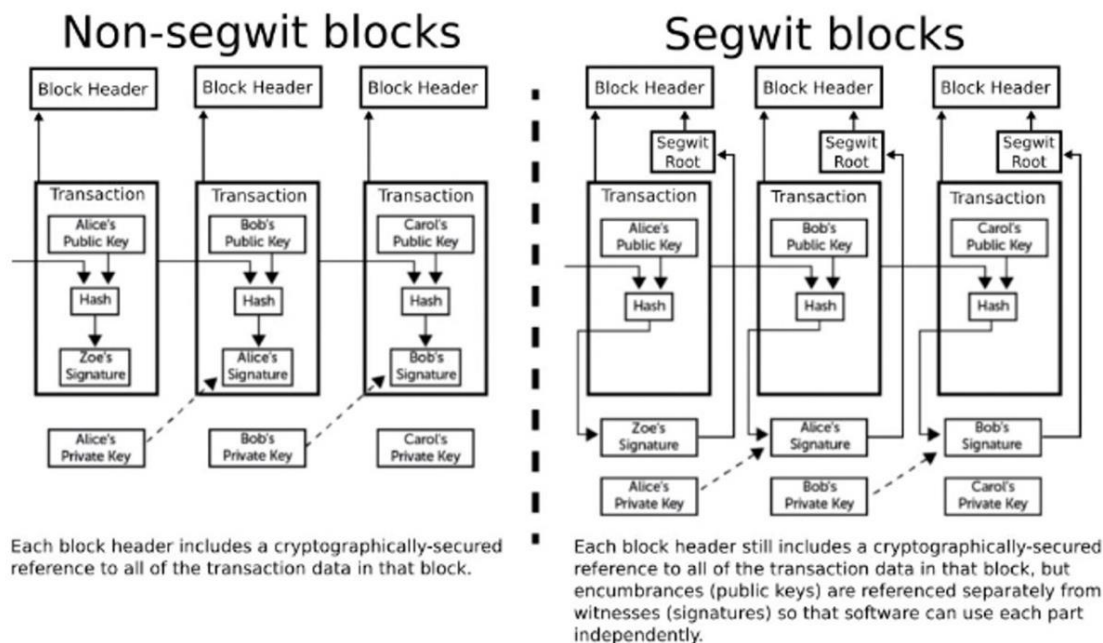 Non-segwit blocks
Block Header
Block Header
Block Header
Transaction
Alice's
Public Key
Hash
Zoe's
Signature
Alice's
Private Key
Transaction
Bob's
Public Key
Hash
Alice's
Signature
Bob's
Private Key
Transaction
Carol's
Public Key
Hash
Bob's
Signature
Carol's
Private Key
Each block header includes a cryptographically-secured
reference to all of the transaction data in that block.
Segwit blocks
Block Header
Block Header
Block Header
Segwit
Root
Segwit
Root
Segwit
Root
Transaction
Alice's
Public Key
Hash
Zoe's
Signature
Alice's
Private Key
Transaction
Bob's
Public Key
Hash
Alice's
Signature
Bob's
Private Key
Transaction
Carol's
Public Key
Hash
Bob's
Signature
Carol's
Private Key
Each block header still includes a cryptographically-secured
reference to all of the transaction data in that block, but
encumbrances (public keys) are referenced separately from
witnesses (signatures) so that software can use each part
independently.